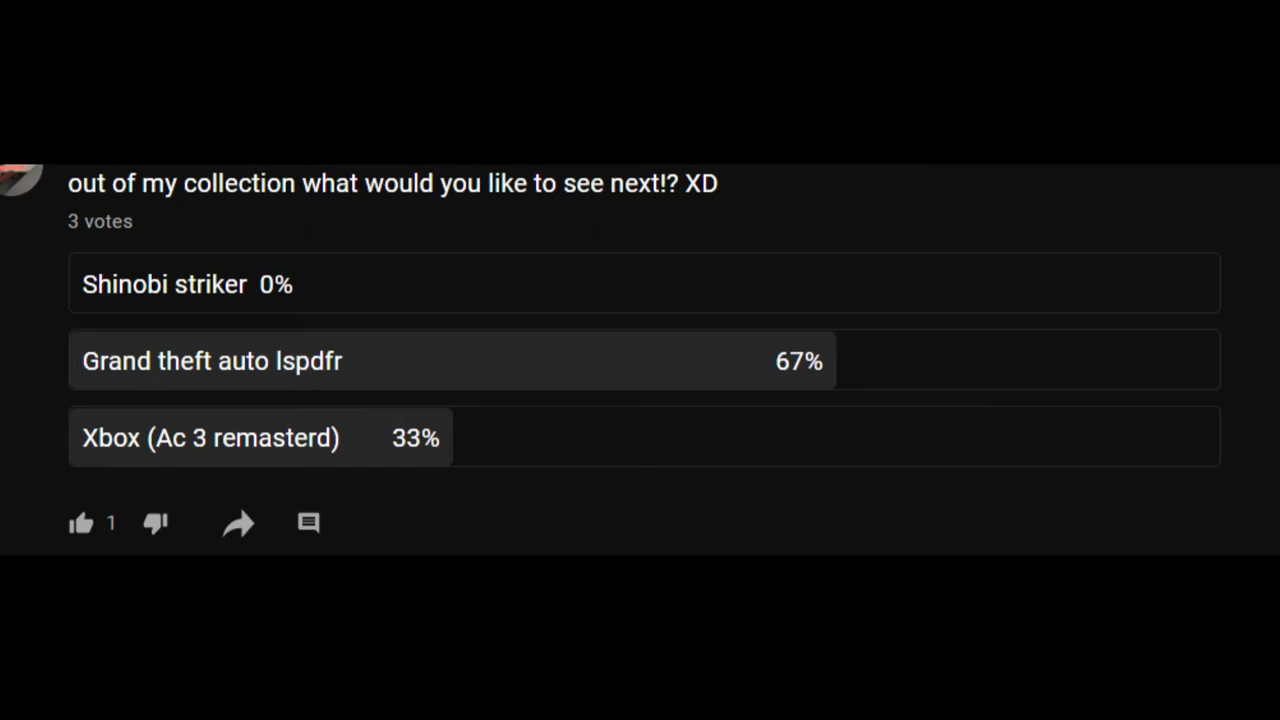 out of my collection what would you like to see next!? XD
3 votes
Shinobi striker 0%
Grand theft auto lspdfr 67%
Xbox (Ac 3 remasterd) 33%
1